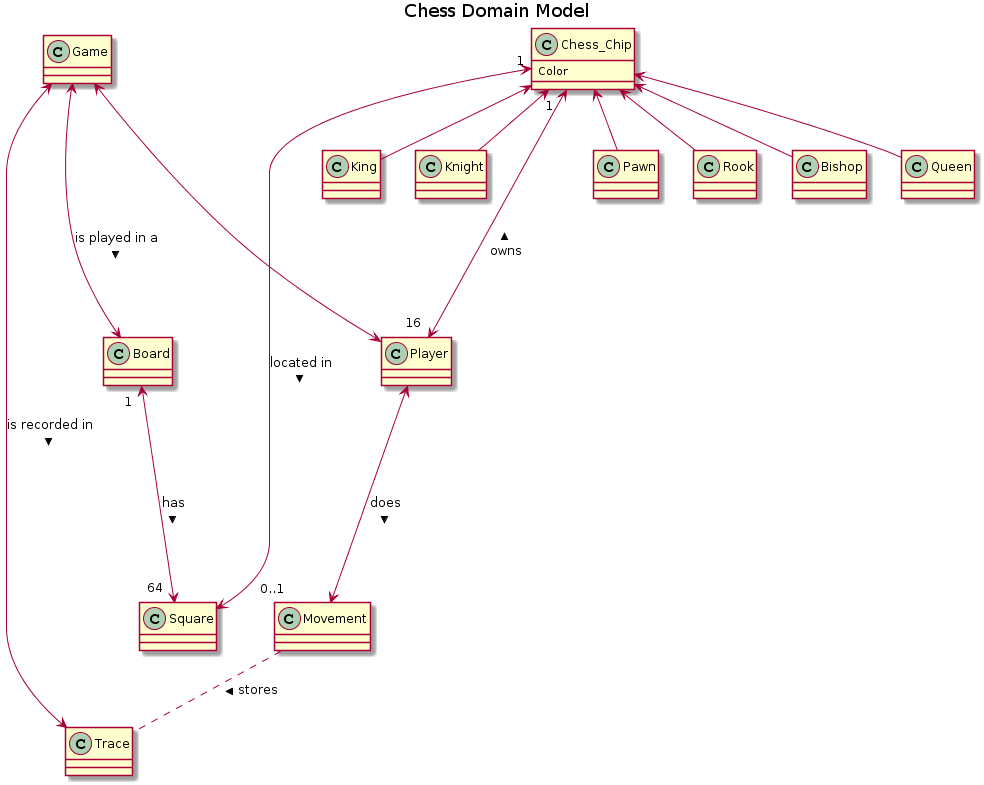 Chess Domain Model
C Game
C Chess_Chip
Color
1
1
C King
C Knight
C Pawn
C Rook
C Bishop
C Queen
is played in a
▼
▲
owns
16
C Board
C Player
located in
▼
1
is recorded in
▼
has
▼
does
▼
64
0..1
C Square
C Movement
◄ stores
C Trace